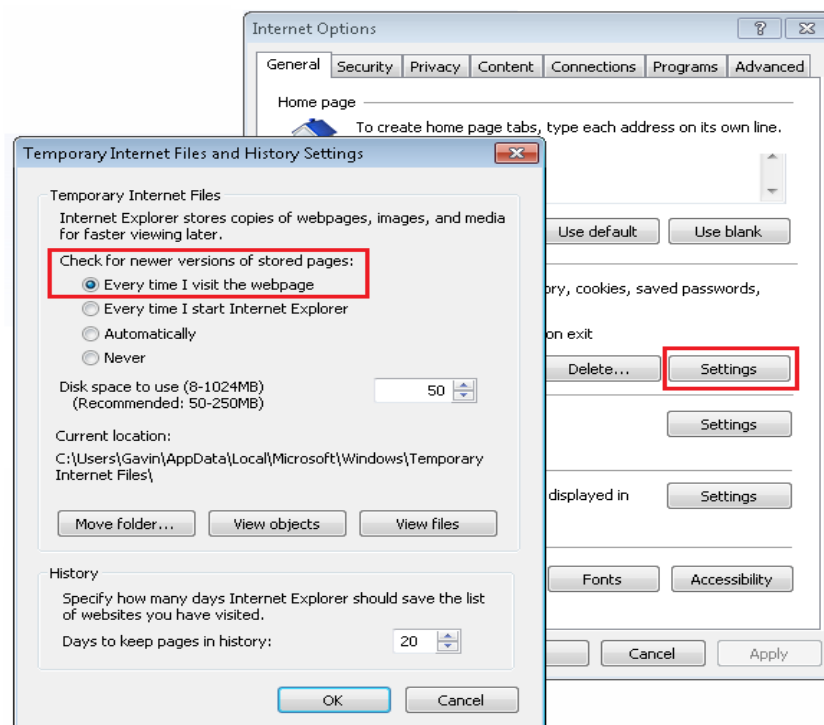 Internet Options
General Security Privacy Content Connections Programs Advanced
Home page
To create home page tabs, type each address on its own line.
Use default Use blank
ory, cookies, saved passwords,
on exit
Delete... Settings
Settings
displayed in Settings
Fonts Accessibility
Cancel Apply
Temporary Internet Files and History Settings
Temporary Internet Files
Internet Explorer stores copies of webpages, images, and media
for faster viewing later.
Check for newer versions of stored pages:
Every time I visit the webpage
Every time I start Internet Explorer
Automatically
Never
Disk space to use (8-1024MB) 50
(Recommended: 50-250MB)
Current location:
C:\Users\Gavin\AppData\Local\Microsoft\Windows\Temporary
Internet Files\
Move folder... View objects View files
History
Specify how many days Internet Explorer should save the list
of websites you have visited.
Days to keep pages in history: 20
OK Cancel